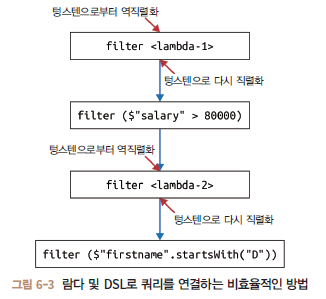 텅스텐으로부터 역직렬화
filter <lambda-1>
텅스텐으로 다시 직렬화
filter ($"salary" > 80000)
텅스텐으로부터 역직렬화
filter <lambda-2>
텅스텐으로 다시 직렬화
filter ($"firstname".startsWith("D"))
그림 6-3 람다 및 DSL로 쿼리를 연결하는 비효율적인 방법